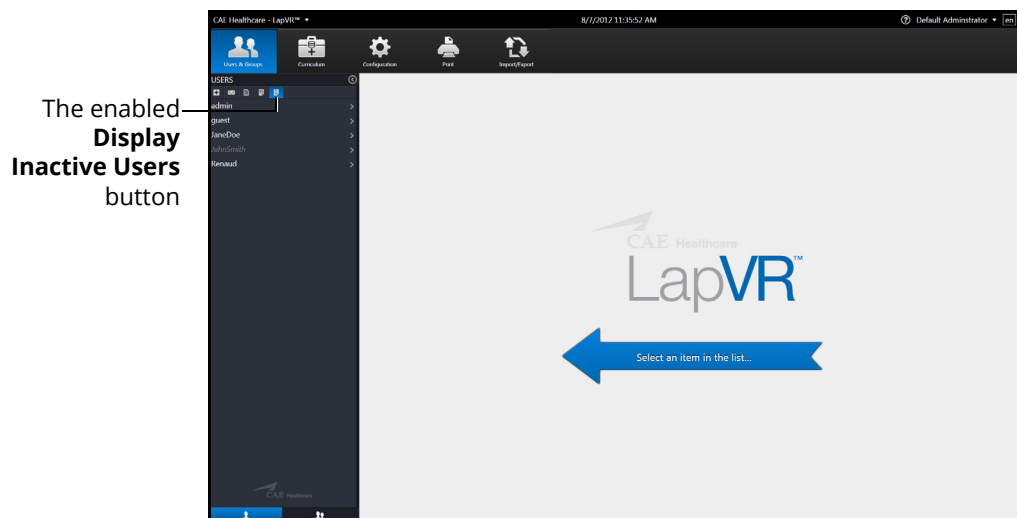 CAE Healthcare - LapVR™
8/7/2012 11:35:52 AM
Default Adminstrator
en
Users & Groups
Curriculum
Configuration
Print
Import/Export
USERS
The enabled
Display
Inactive Users
button
admin
guest
JaneDoe
JohnSmith
Renaud
CAE Healthcare
LapVR™
Select an item in the list...
CAE Healthcare